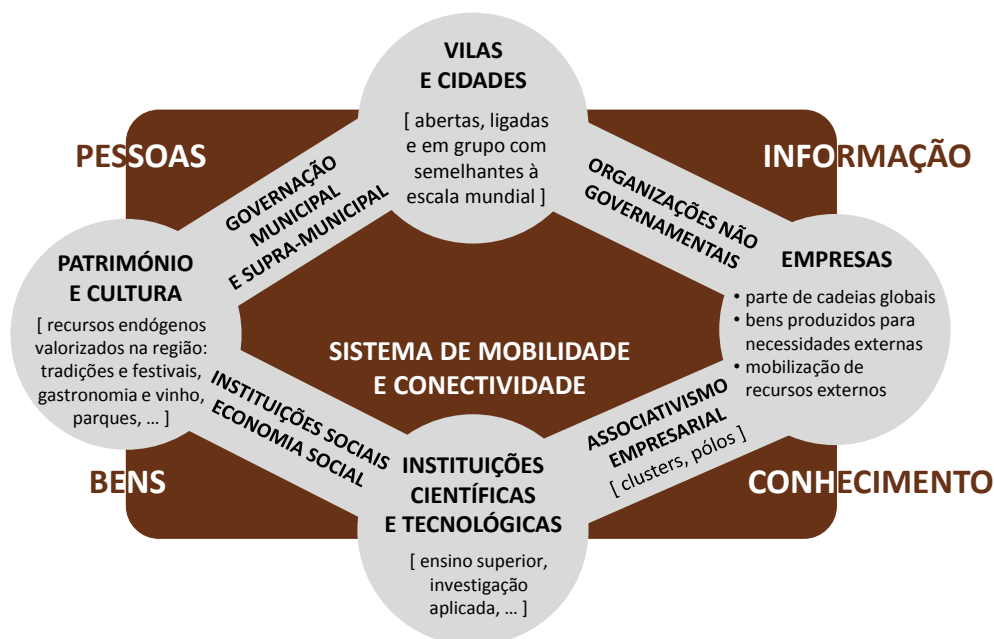 VILAS
E CIDADES
[ abertas, ligadas
e em grupo com
semelhantes à
escala mundial ]
PESSOAS
INFORMAÇÃO
GOVERNAÇÃO
MUNICIPAL
E SUPRA-MUNICIPAL
ORGANIZAÇÕES NÃO
GOVERNAMENTAIS
PATRIMÓNIO
E CULTURA
[ recursos endógenos
valorizados na região:
tradições e festivais,
gastronomia e vinho,
parques, ... ]
EMPRESAS
• parte de cadeias globais
• bens produzidos para
necessidades externas
• mobilização de
recursos externos
SISTEMA DE MOBILIDADE
E CONECTIVIDADE
INSTITUIÇÕES SOCIAIS
ECONOMIA SOCIAL
ASSOCIATIVISMO
EMPRESARIAL
[ clusters, pólos ]
BENS
CONHECIMENTO
INSTITUIÇÕES
CIENTÍFICAS
E TECNOLÓGICAS
[ ensino superior,
investigação
aplicada, ... ]